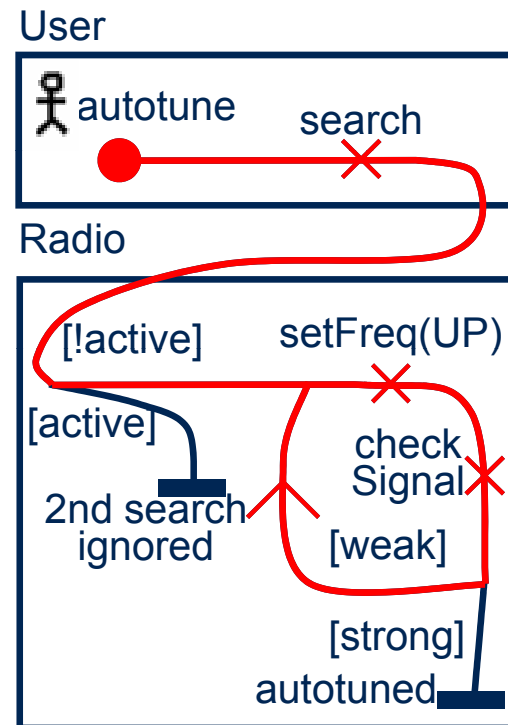 User
autotune
search
Radio
[!active]
setFreq(UP)
[active]
check
Signal
2nd search
ignored
[weak]
[strong]
autotuned